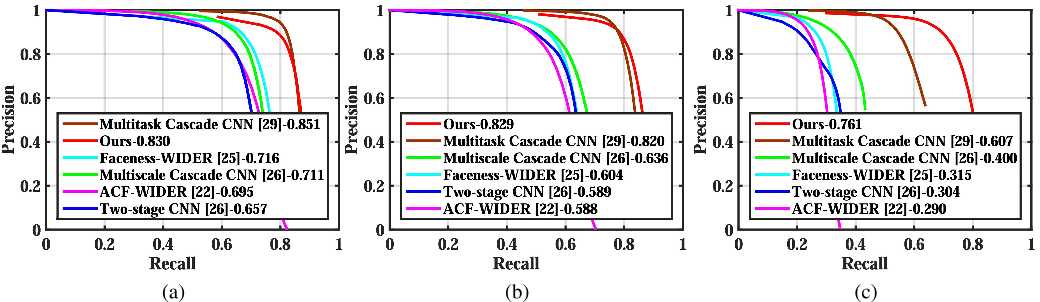 Precision
1
0.8
0.6
0.4
0.2
0
0 0.2 0.4 0.6 0.8 1
Recall
Multitask Cascade CNN [29]-0.851
Ours-0.830
Faceness-WIDER [25]-0.716
Multiscale Cascade CNN [26]-0.711
ACF-WIDER [22]-0.695
Two-stage CNN [26]-0.657
(a)
Precision
1
0.8
0.6
0.4
0.2
0
0 0.2 0.4 0.6 0.8 1
Recall
Ours-0.829
Multitask Cascade CNN [29]-0.820
Multiscale Cascade CNN [26]-0.636
Faceness-WIDER [25]-0.604
Two-stage CNN [26]-0.589
ACF-WIDER [22]-0.588
(b)
Precision
1
0.8
0.6
0.4
0.2
0
0 0.2 0.4 0.6 0.8 1
Recall
Ours-0.761
Multitask Cascade CNN [29]-0.607
Multiscale Cascade CNN [26]-0.400
Faceness-WIDER [25]-0.315
Two-stage CNN [26]-0.304
ACF-WIDER [22]-0.290
(c)